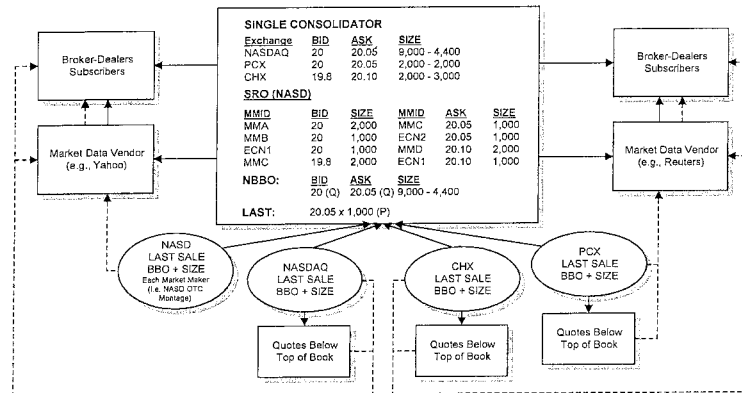 SINGLE CONSOLIDATOR
Exchange BID ASK SIZE
NASDAQ 20 20.05 9,000 - 4,400
PCX 20 20.05 2,000 - 2,000
CHX 19.8 20.10 2,000 - 3,000
SRO (NASD)
MMID BID SIZE MMID ASK SIZE
MMA 20 2,000 MMC 20.05 1,000
MMB 20 1,000 ECN2 20.05 1,000
ECN1 20 1,000 MMD 20.10 2,000
MMC 19.8 2,000 ECN1 20.10 1,000
NBBO: BID ASK SIZE
20 (Q) 20.05 (Q) 9,000 - 4,400
LAST: 20.05 x 1,000 (P)
Broker-Dealers
Subscribers
Market Data Vendor
(e.g., Yahoo)
Broker-Dealers
Subscribers
Market Data Vendor
(e.g., Reuters)
NASD
LAST SALE
BBO + SIZE
Each Market Maker
(i.e. NASD OTC
Montage)
NASDAQ
LAST SALE
BBO + SIZE
CHX
LAST SALE
BBO + SIZE
PCX
LAST SALE
BBO + SIZE
Quotes Below
Top of Book
Quotes Below
Top of Book
Quotes Below
Top of Book